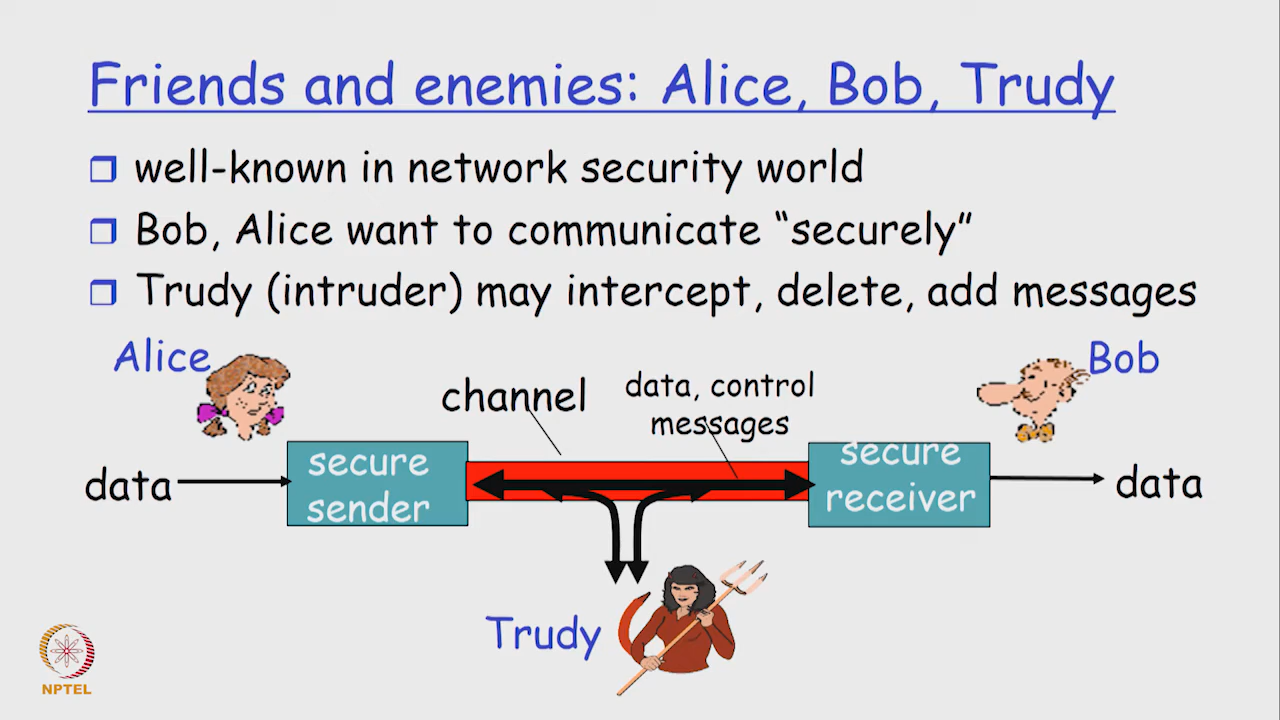 Friends and enemies: Alice, Bob, Trudy
well-known in network security world
Bob, Alice want to communicate “securely”
Trudy (intruder) may intercept, delete, add messages
Alice
Bob
channel
data, control
messages
data
secure
sender
secure
receiver
data
Trudy
NPTEL